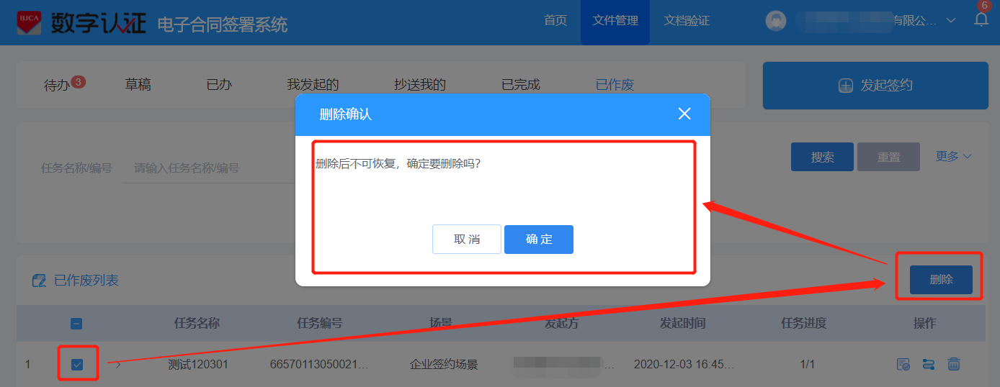 BJCA 数字认证 电子合同签署系统 首页 文件管理 文档验证 有限公... 6
待办 3 草稿 已办 我发起的 抄送我的 已完成 已作废 发起签约
删除确认
删除后不可恢复，确定要删除吗？
任务名称/编号 请输入任务名称/编号 搜索 重置 更多
取消 确定
已作废列表 删除
任务名称 任务编号 场景 发起方 发起时间 任务进度 操作
1 测试120301 66570113050021... 企业签约场景 ... 2020-12-03 16:45... 1/1